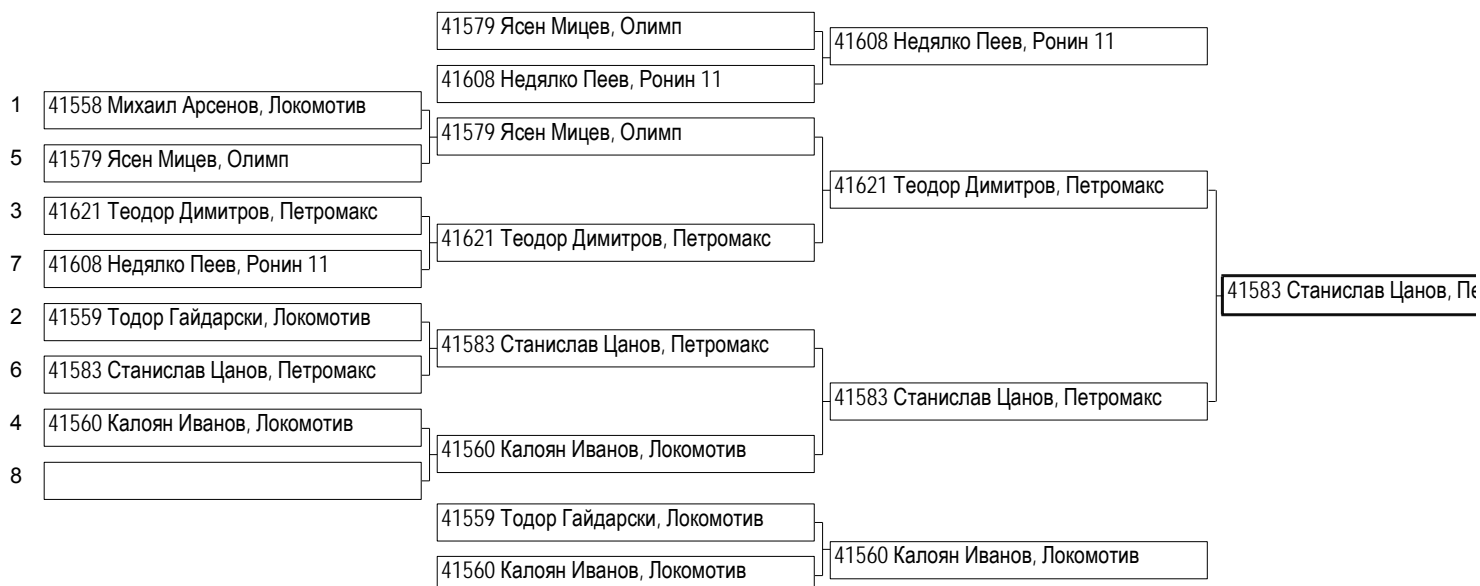 41579 Ясен Мицев, Олимп
41608 Недялко Пеев, Ронин 11
41608 Недялко Пеев, Ронин 11
1 41558 Михаил Арсенов, Локомотив
41579 Ясен Мицев, Олимп
5 41579 Ясен Мицев, Олимп
41621 Теодор Димитров, Петромакс
3 41621 Теодор Димитров, Петромакс
41621 Теодор Димитров, Петромакс
7 41608 Недялко Пеев, Ронин 11
41583 Станислав Цанов, Пе
2 41559 Тодор Гайдарски, Локомотив
41583 Станислав Цанов, Петромакс
6 41583 Станислав Цанов, Петромакс
41583 Станислав Цанов, Петромакс
4 41560 Калоян Иванов, Локомотив
41560 Калоян Иванов, Локомотив
8
41559 Тодор Гайдарски, Локомотив
41560 Калоян Иванов, Локомотив
41560 Калоян Иванов, Локомотив